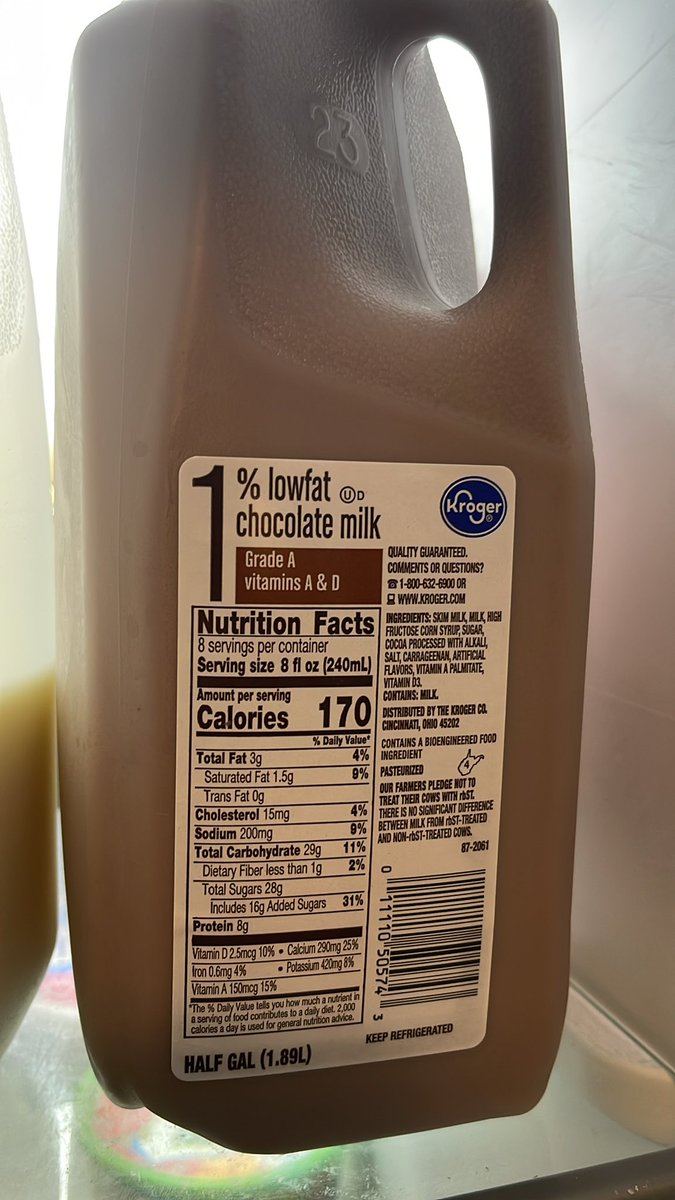 23
1 % lowfat Ⓤ D
chocolate milk
Grade A
vitamins A & D
Nutrition Facts
8 servings per container
Serving size 8 fl oz (240mL)
Amount per serving
Calories 170
% Daily Value*
Total Fat 3g 4%
Saturated Fat 1.5g 9%
Trans Fat 0g
Cholesterol 15mg 4%
Sodium 200mg 9%
Total Carbohydrate 29g 11%
Dietary Fiber less than 1g 2%
Total Sugars 28g
Includes 16g Added Sugars 31%
Protein 8g
Vitamin D 2.5mcg 10% • Calcium 290mg 25%
Iron 0.6mg 4% • Potassium 420mg 8%
Vitamin A 150mcg 15%
*The % Daily Value tells you how much a nutrient in
a serving of food contributes to a daily diet. 2,000
calories a day is used for general nutrition advice.
HALF GAL (1.89L)
Kroger®
QUALITY GUARANTEED.
COMMENTS OR QUESTIONS?
1-800-632-6900 OR
WWW.KROGER.COM
INGREDIENTS: SKIM MILK, MILK, HIGH
FRUCTOSE CORN SYRUP, SUGAR,
COCOA PROCESSED WITH ALKALI,
SALT, CARRAGEENAN, ARTIFICIAL
FLAVORS, VITAMIN A PALMITATE,
VITAMIN D3.
CONTAINS: MILK.
DISTRIBUTED BY THE KROGER CO.
CINCINNATI, OHIO 45202
CONTAINS A BIOENGINEERED FOOD
INGREDIENT
PASTEURIZED 4
OUR FARMERS PLEDGE NOT TO
TREAT THEIR COWS WITH rbST.
THERE IS NO SIGNIFICANT DIFFERENCE
BETWEEN MILK FROM rbST-TREATED
AND NON-rbST-TREATED COWS.
87-2061
0 11110 50574 3
KEEP REFRIGERATED